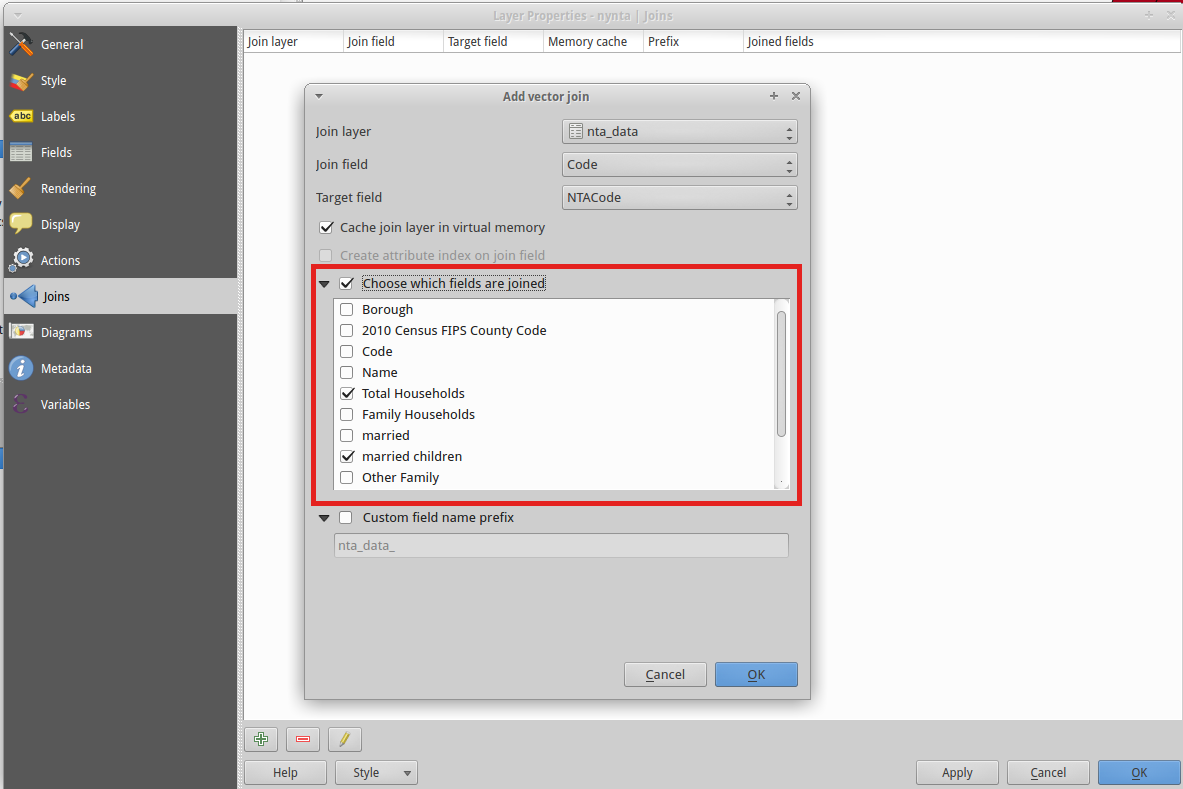 Layer Properties - nynta | Joins
General
Style
Labels
Fields
Rendering
Display
Actions
Joins
Diagrams
Metadata
Variables
abc
Join layer Join field Target field Memory cache Prefix Joined fields
Add vector join
Join layer nta_data
Join field Code
Target field NTACode
Cache join layer in virtual memory
Create attribute index on join field
Choose which fields are joined
Borough
2010 Census FIPS County Code
Code
Name
Total Households
Family Households
married
married children
Other Family
Custom field name prefix
nta_data_
Cancel OK
Help Style Apply Cancel OK